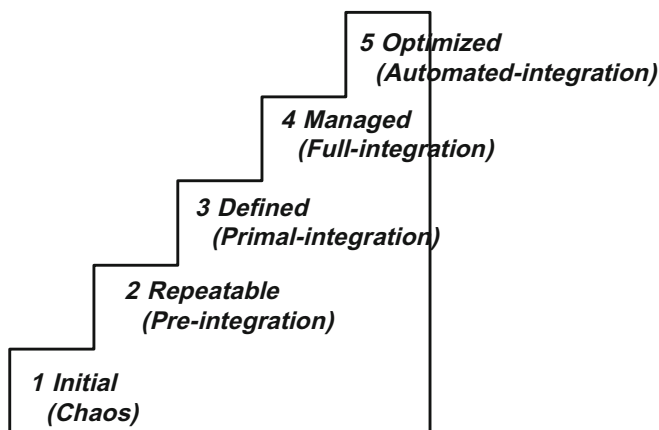 5 Optimized
(Automated-integration)
4 Managed
(Full-integration)
3 Defined
(Primal-integration)
2 Repeatable
(Pre-integration)
1 Initial
(Chaos)